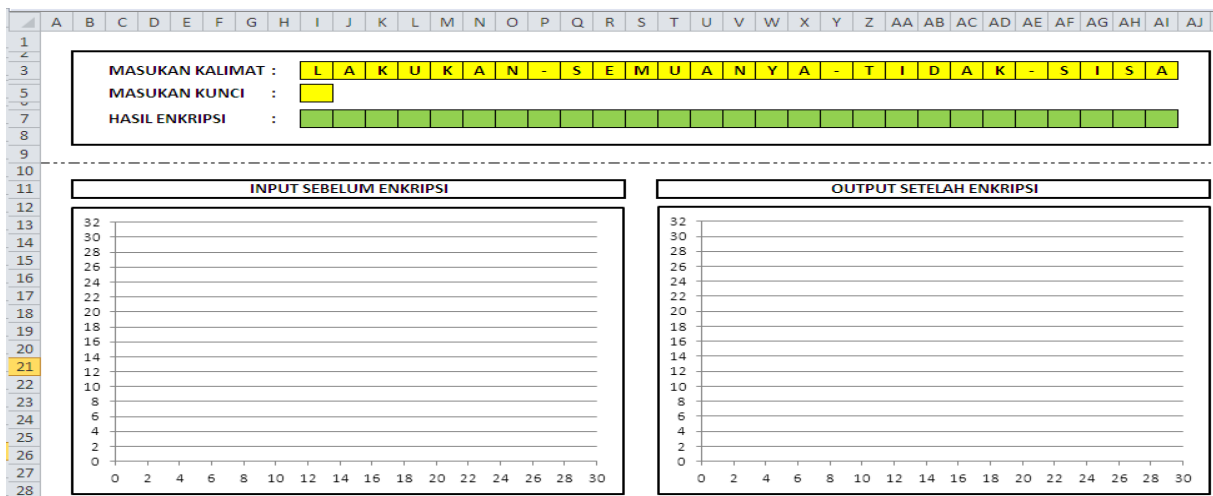 A B C D E F G H I J K L M N O P Q R S T U V W X Y Z AA AB AC AD AE AF AG AH AI AJ
1
2
3 MASUKAN KALIMAT : L A K U K A N - S E M U A N Y A - T I D A K - S I S A
5 MASUKAN KUNCI :
7 HASIL ENKRIPSI :
8
9
10
11 INPUT SEBELUM ENKRIPSI OUTPUT SETELAH ENKRIPSI
12
13 32 32
14 30 30
15 28 28
16 26 26
17 24 24
18 22 22
19 20 20
20 18 18
21 16 16
22 14 14
23 12 12
24 10 10
25 8 8
26 6 6
27 4 4
28 2 2
0 0
0 2 4 6 8 10 12 14 16 18 20 22 24 26 28 30 0 2 4 6 8 10 12 14 16 18 20 22 24 26 28 30